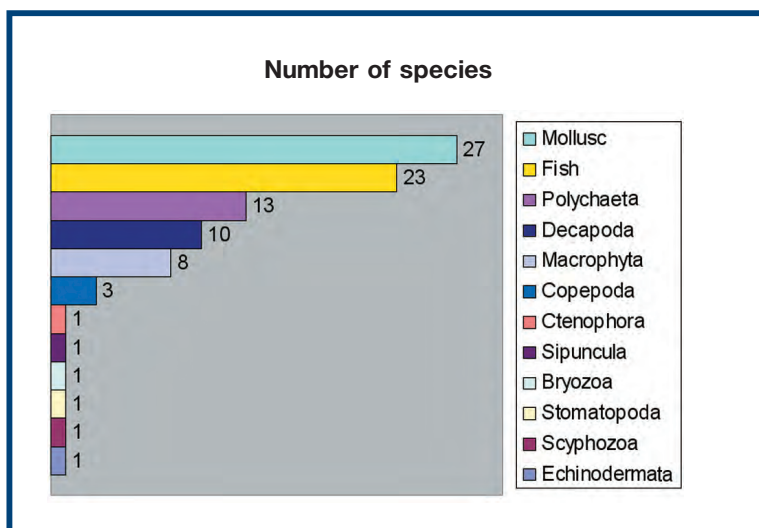 Number of species
27
23
13
10
8
3
1
1
1
1
1
1
Mollusc
Fish
Polychaeta
Decapoda
Macrophyta
Copepoda
Ctenophora
Sipuncula
Bryozoa
Stomatopoda
Scyphozoa
Echinodermata